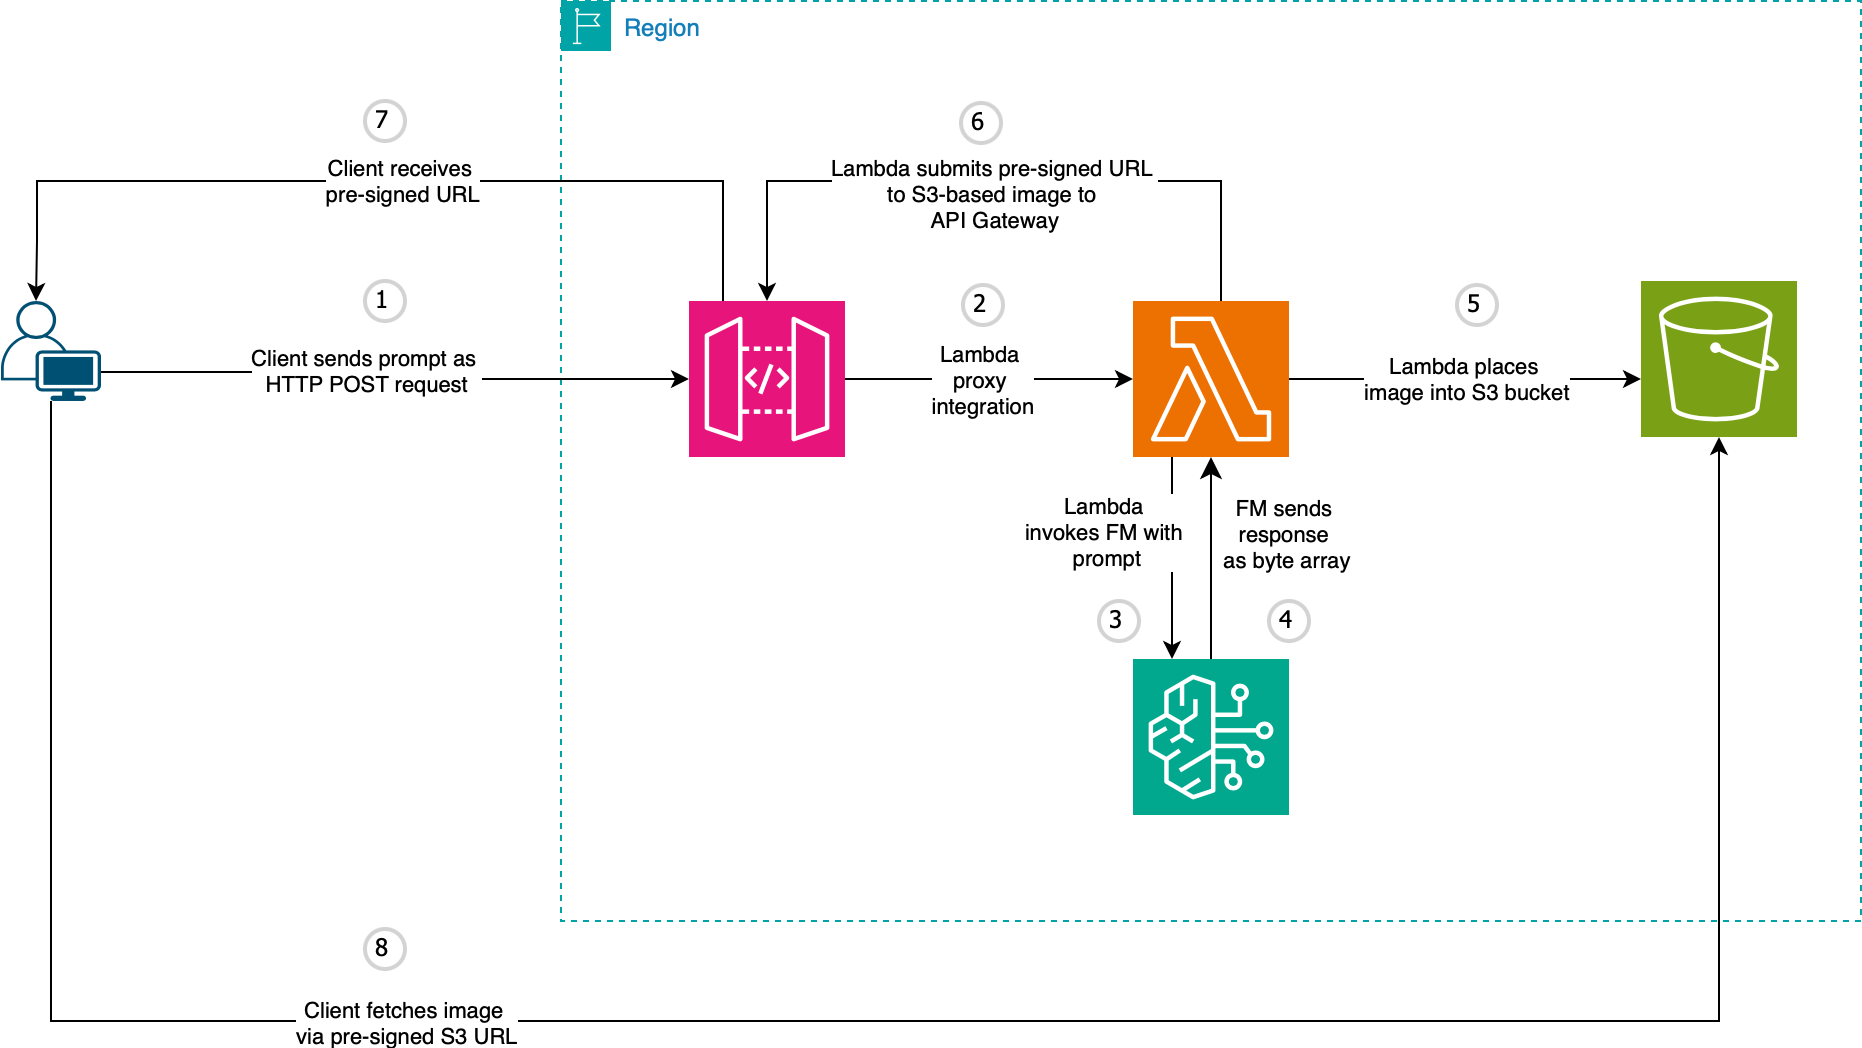 Region
7
Client receives
pre-signed URL
6
Lambda submits pre-signed URL
to S3-based image to
API Gateway
1
Client sends prompt as
HTTP POST request
</>
2
Lambda
proxy
integration
5
Lambda places
image into S3 bucket
Lambda
invokes FM with
prompt
3
FM sends
response
as byte array
4
8
Client fetches image
via pre-signed S3 URL